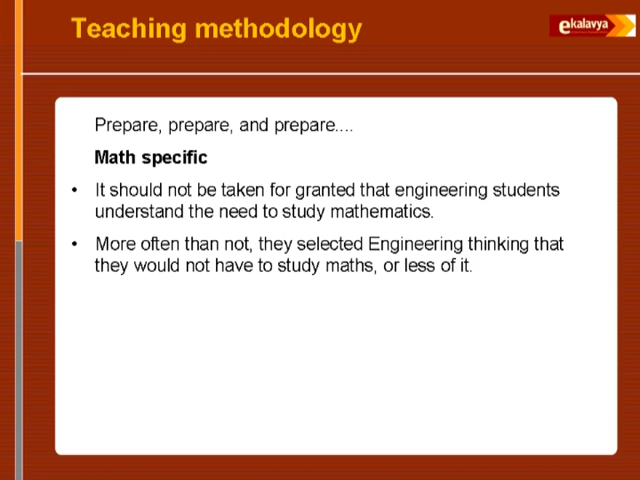 Teaching methodology
ekalavya
Prepare, prepare, and prepare....
Math specific
• It should not be taken for granted that engineering students
understand the need to study mathematics.
• More often than not, they selected Engineering thinking that
they would not have to study maths, or less of it.